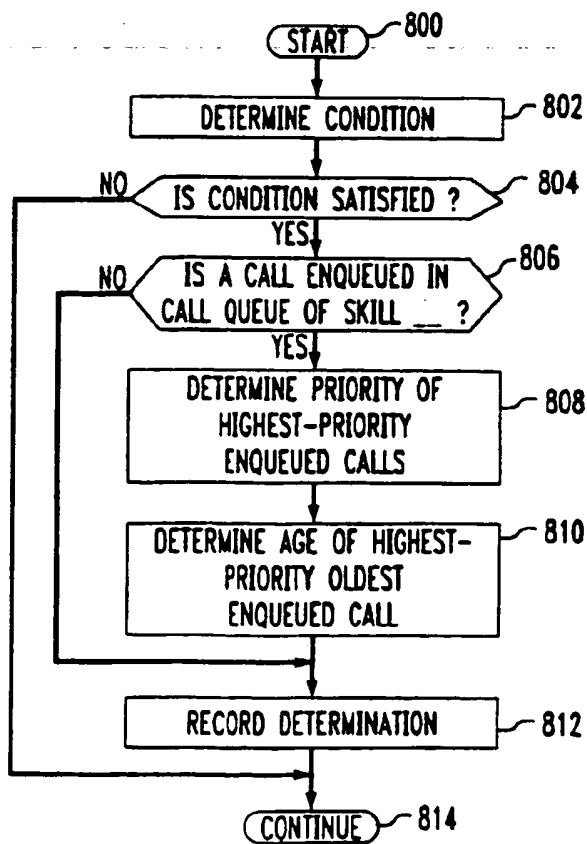 START 800
DETERMINE CONDITION 802
NO IS CONDITION SATISFIED ? 804
YES
NO IS A CALL ENQUEUED IN 806
CALL QUEUE OF SKILL __ ?
YES
DETERMINE PRIORITY OF 808
HIGHEST-PRIORITY
ENQUEUED CALLS
DETERMINE AGE OF HIGHEST- 810
PRIORITY OLDEST
ENQUEUED CALL
RECORD DETERMINATION 812
CONTINUE 814